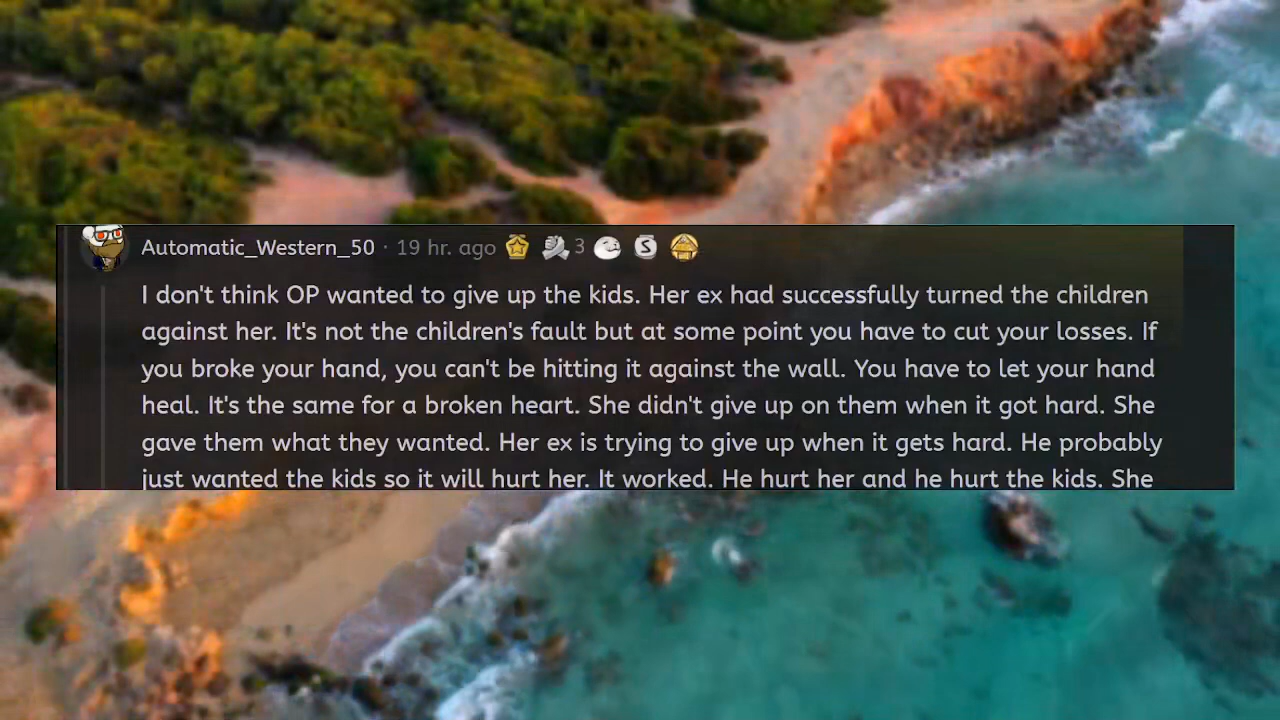 Automatic_Western_50 · 19 hr. ago 3
I don't think OP wanted to give up the kids. Her ex had successfully turned the children
against her. It's not the children's fault but at some point you have to cut your losses. If
you broke your hand, you can't be hitting it against the wall. You have to let your hand
heal. It's the same for a broken heart. She didn't give up on them when it got hard. She
gave them what they wanted. Her ex is trying to give up when it gets hard. He probably
just wanted the kids so it will hurt her. It worked. He hurt her and he hurt the kids. She